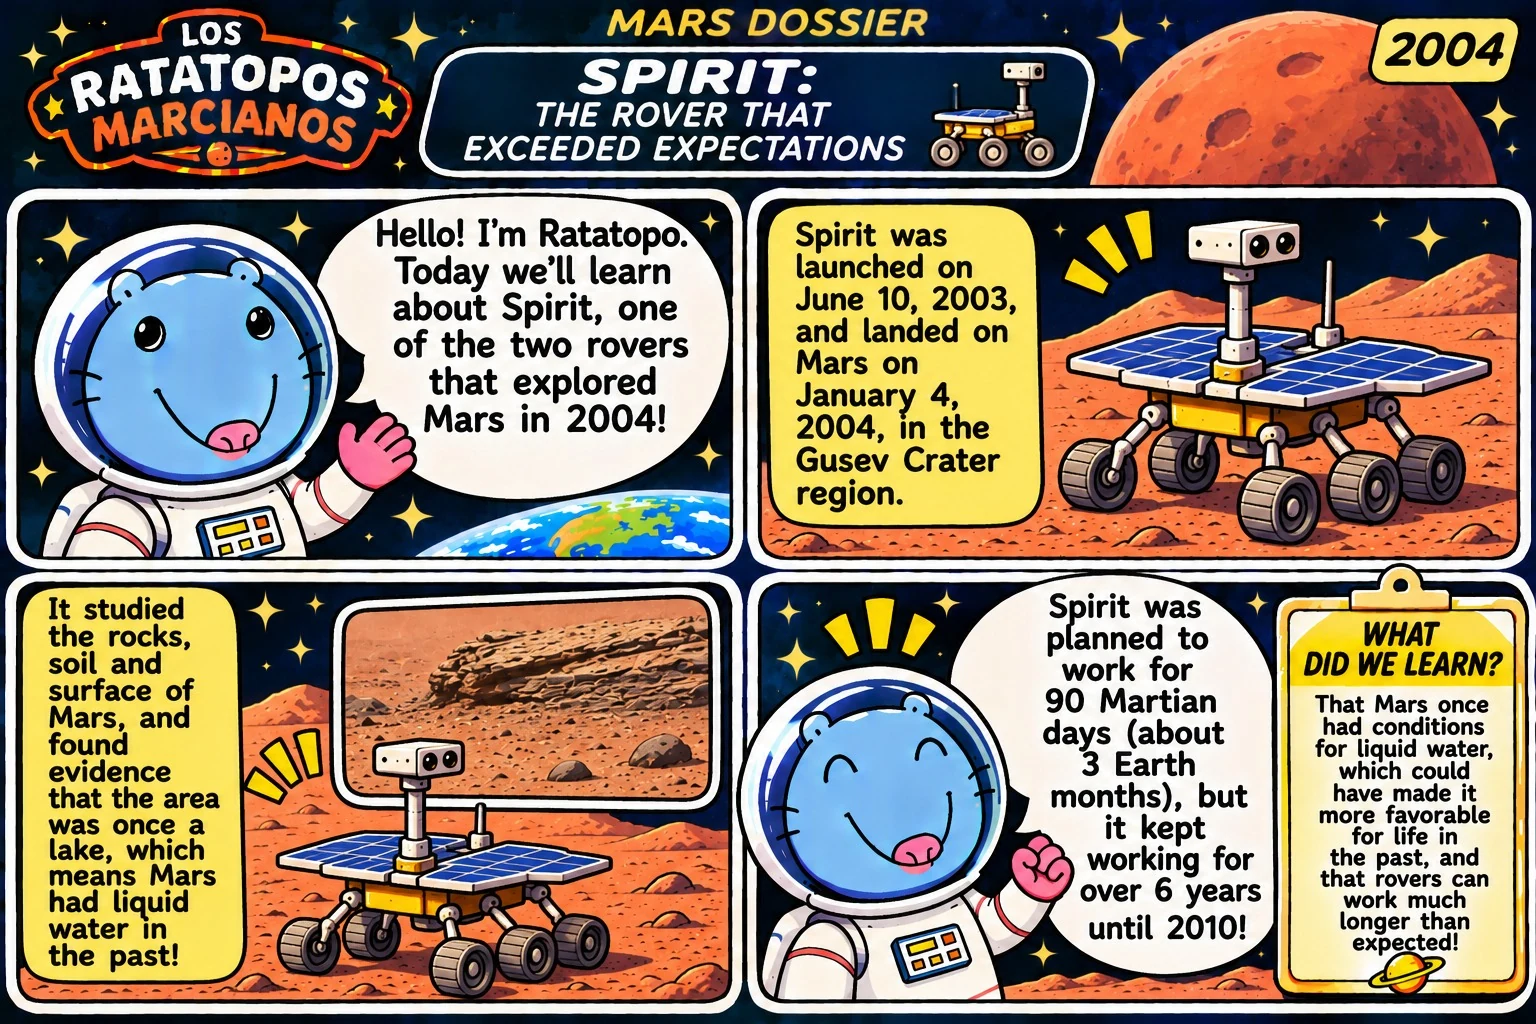 LOS
RATATOPOS
MARCIANOS
MARS DOSSIER
SPIRIT:
THE ROVER THAT
EXCEEDED EXPECTATIONS
2004
Hello! I'm Ratatopo.
Today we'll learn
about Spirit, one
of the two rovers
that explored
Mars in 2004!
Spirit was
launched on
June 10, 2003,
and landed on
Mars on
January 4,
2004, in the
Gusev Crater
region.
It studied
the rocks,
soil and
surface of
Mars, and
found
evidence
that the area
was once a
lake, which
means Mars
had liquid
water in
the past!
Spirit was
planned to
work for
90 Martian
days (about
3 Earth
months), but
it kept
working for
over 6 years
until 2010!
WHAT
DID WE LEARN?
That Mars once
had conditions
for liquid water,
which could
have made it
more favorable
for life in
the past, and
that rovers can
work much
longer than
expected!